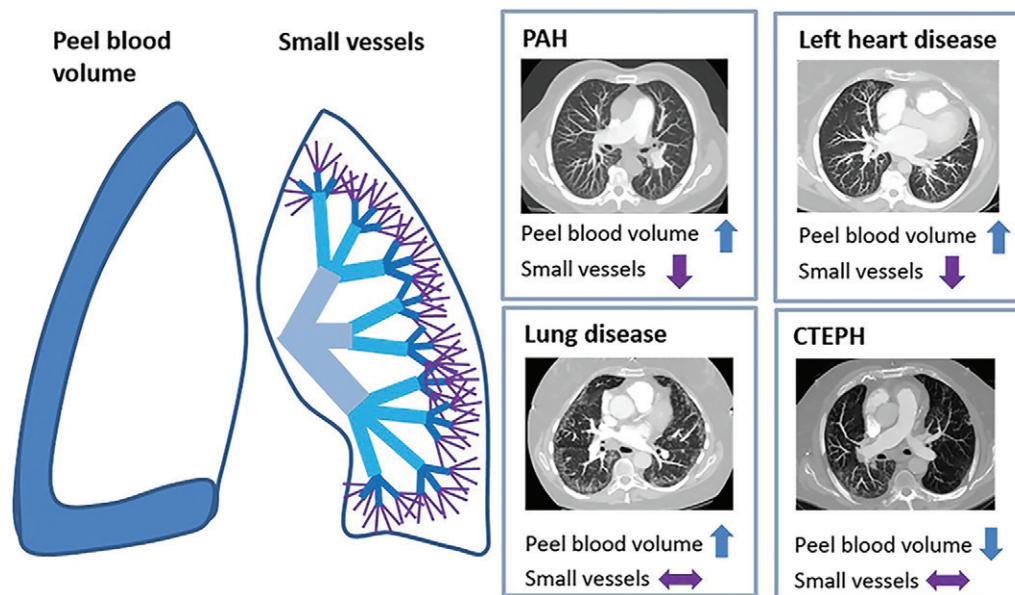 Peel blood
volume
Small vessels
PAH
Peel blood volume
Small vessels
Left heart disease
Peel blood volume
Small vessels
Lung disease
Peel blood volume
Small vessels
CTEPH
Peel blood volume
Small vessels